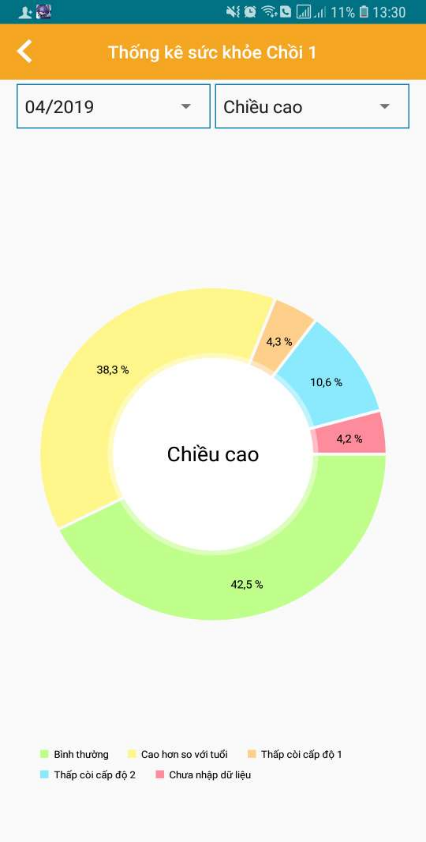 11% 13:30
Thống kê sức khỏe Chồi 1
04/2019 Chiều cao
4,3 %
38,3 %
10,6 %
4,2 %
Chiều cao
42,5 %
Bình thường Cao hơn so với tuổi Thấp còi cấp độ 1
Thấp còi cấp độ 2 Chưa nhập dữ liệu